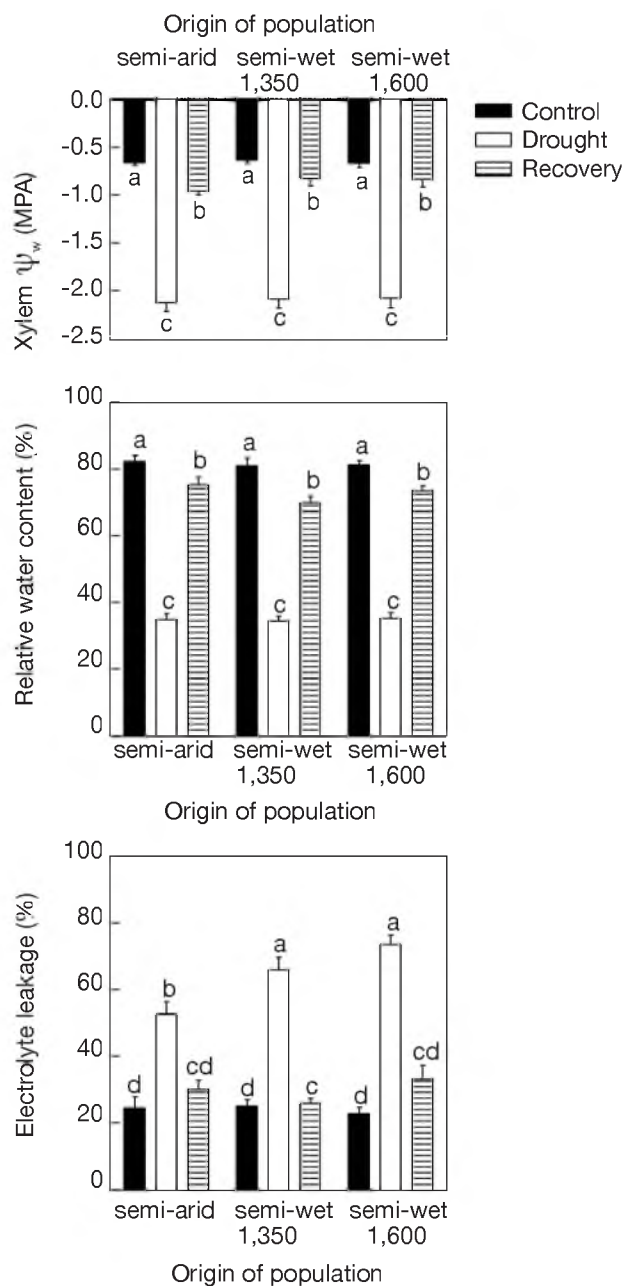 Origin of population
semi-arid semi-wet semi-wet
1,350 1,600
Control
Drought
Recovery
Xylem Ψw (MPA)
0.0
-0.5
-1.0
-1.5
-2.0
-2.5
a a a
b b b
c c c
Relative water content (%)
100
80
60
40
20
0
a a a
b b b
c c c
semi-arid semi-wet semi-wet
1,350 1,600
Origin of population
Electrolyte leakage (%)
100
80
60
40
20
0
a a
b
cd c cd
d d d
semi-arid semi-wet semi-wet
1,350 1,600
Origin of population